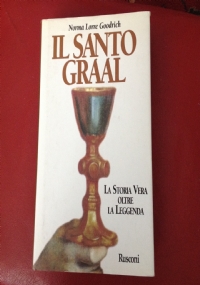 Norma Lorre Goodrich
IL SANTO
GRAAL
LA STORIA VERA
OLTRE
LA LEGGENDA
Rusconi